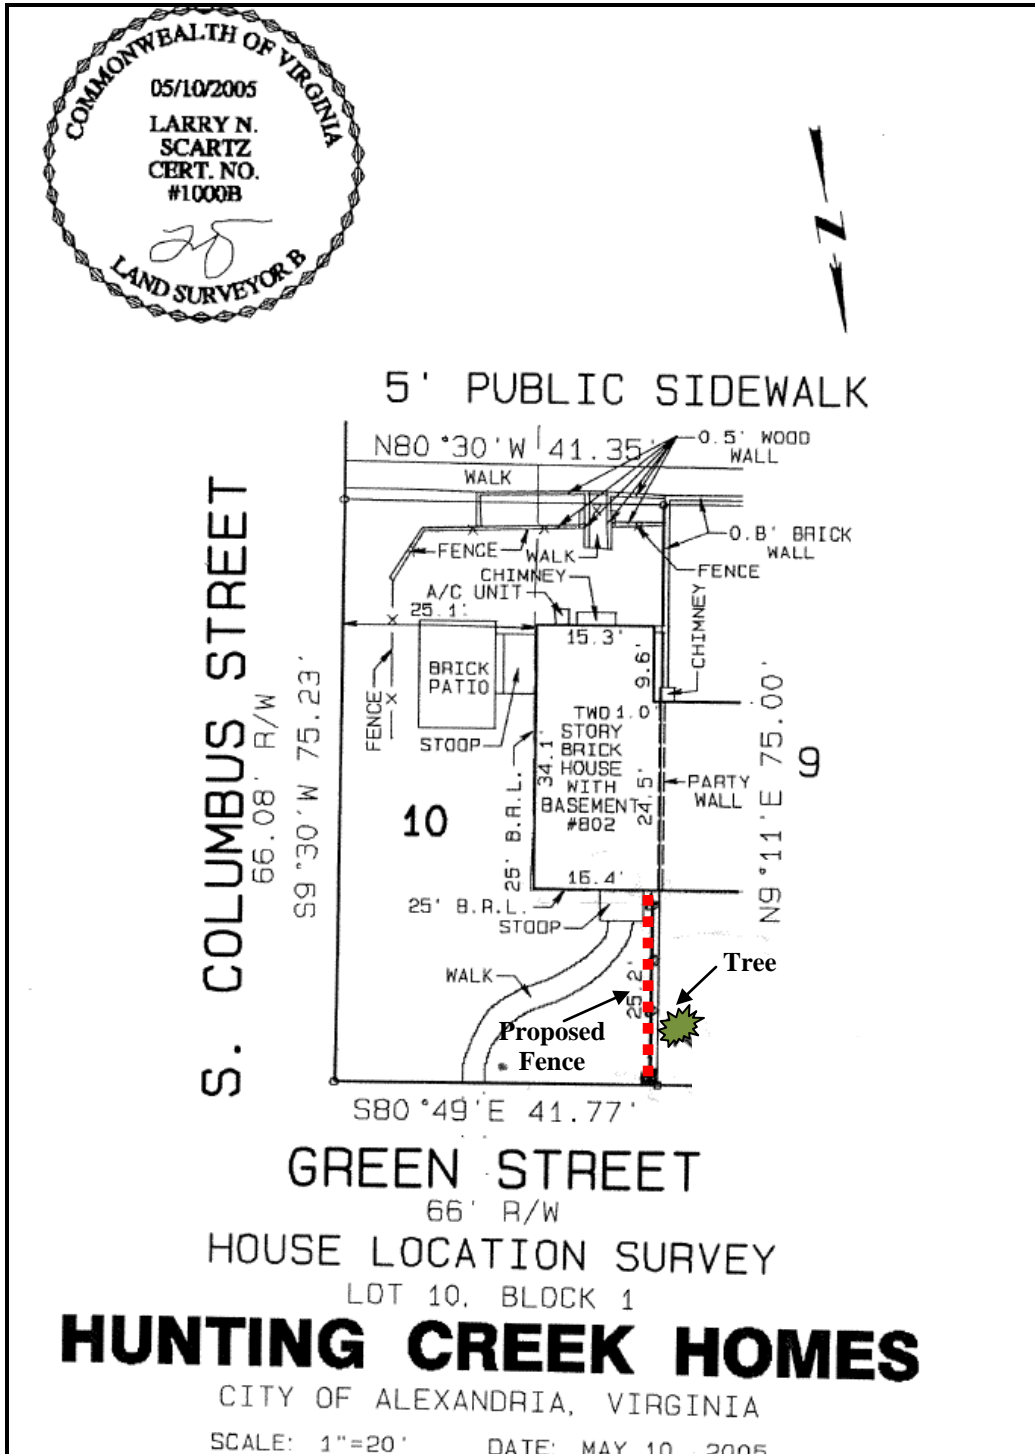 COMMONWEALTH OF VIRGINIA
05/10/2005
LARRY N.
SCARTZ
CERT. NO.
#1000B
LAND SURVEYOR B
N
5' PUBLIC SIDEWALK
N80°30'W 41.35'
0.5' WOOD
WALL
WALK
0.8' BRICK
WALL
FENCE
WALK
FENCE
CHIMNEY
A/C UNIT
25.1'
15.3'
CHIMNEY
9.6'
BRICK
PATIO
FENCE
STOOP
TWO
1.0'
STORY
BRICK
HOUSE
WITH
BASEMENT
#802
34.1'
24.5'
25' B.R.L.
PARTY
WALL
9
N9°11'E 75.00'
S. COLUMBUS STREET
66.08' R/W
S9°30'W 75.23'
10
16.4'
25' B.R.L.
STOOP
WALK
25.2'
Tree
Proposed
Fence
S80°49'E 41.77'
GREEN STREET
66' R/W
HOUSE LOCATION SURVEY
LOT 10, BLOCK 1
HUNTING CREEK HOMES
CITY OF ALEXANDRIA, VIRGINIA
SCALE: 1"=20' DATE: MAY 10, 2005